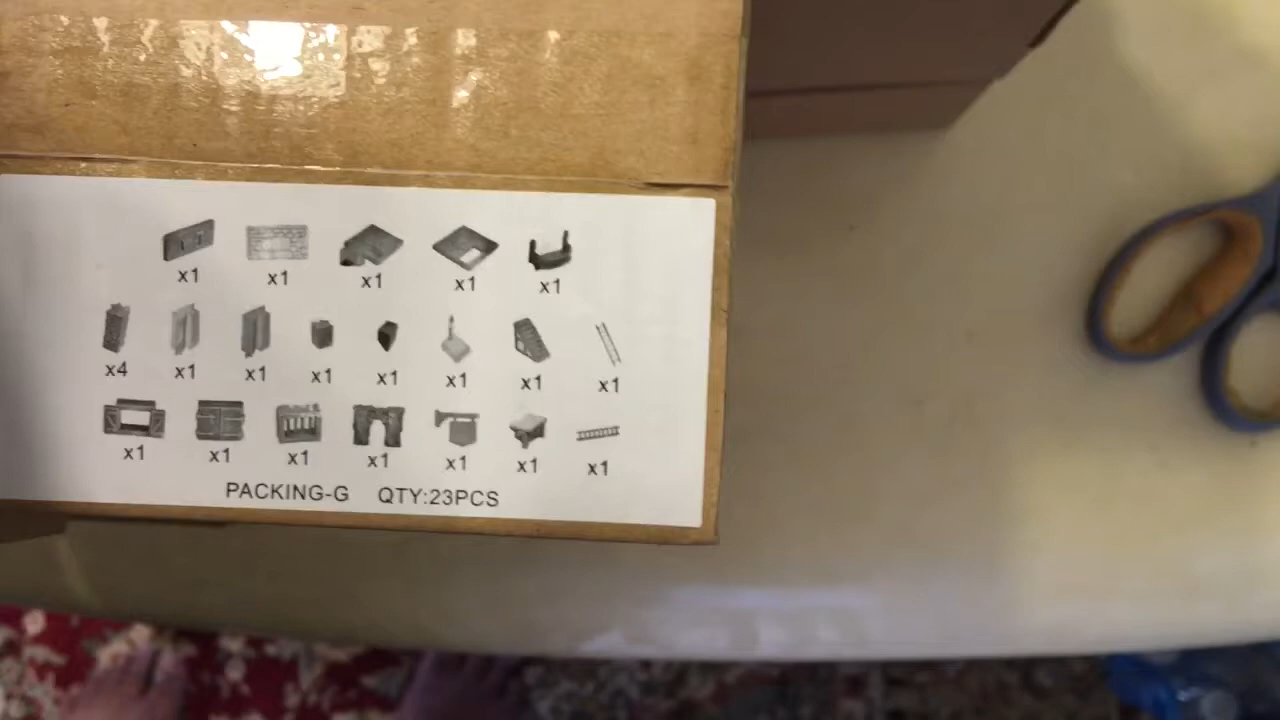 x1 x1 x1 x1 x1
x4 x1 x1 x1 x1 x1 x1 x1
x1 x1 x1 x1 x1 x1 x1
PACKING-G QTY:23PCS